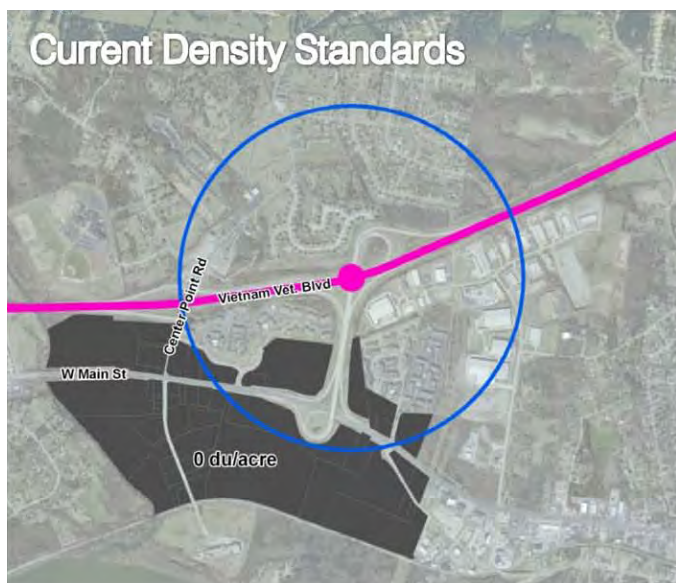 Current Density Standards
Center Point Rd
Vietnam Vet. Blvd
W Main St
0 du/acre